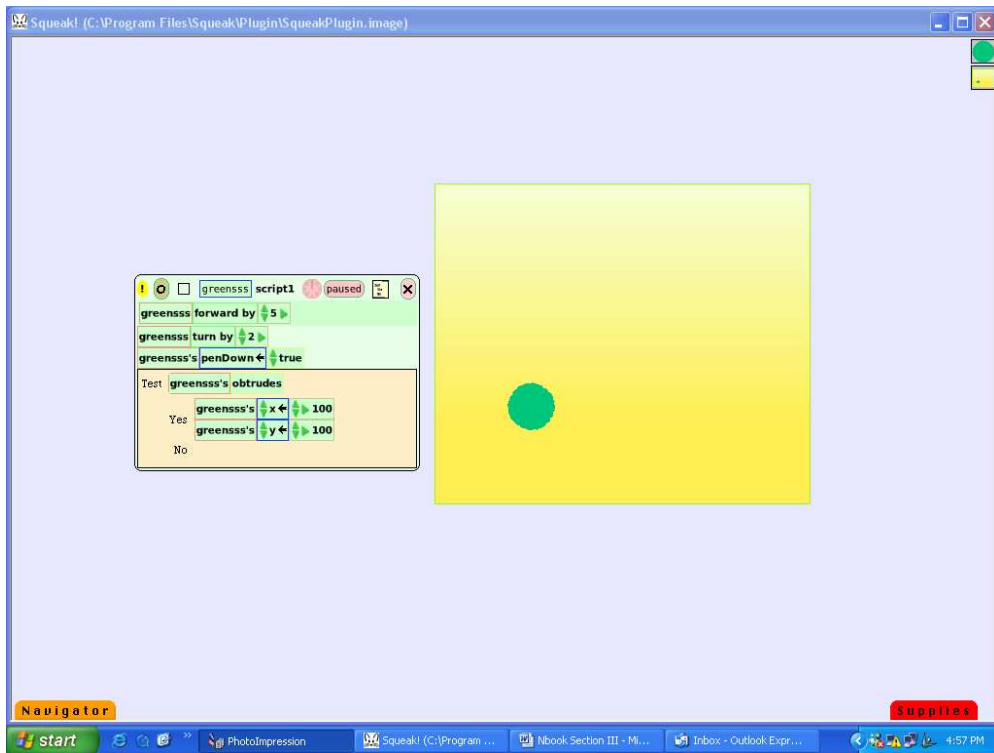 Squeak! (C:\Program Files\Squeak\Plugin\SqueakPlugin.image)
! greensss script1 paused
greensss forward by 5
greensss turn by 2
greensss's penDown ← true
Test greensss's obtrudes
Yes
greensss's x ← 100
greensss's y ← 100
No
Navigator
Supplies
start » PhotoImpression Squeak! (C:\Program ... Nbook Section III - Mi... Inbox - Outlook Expr... 4:57 PM